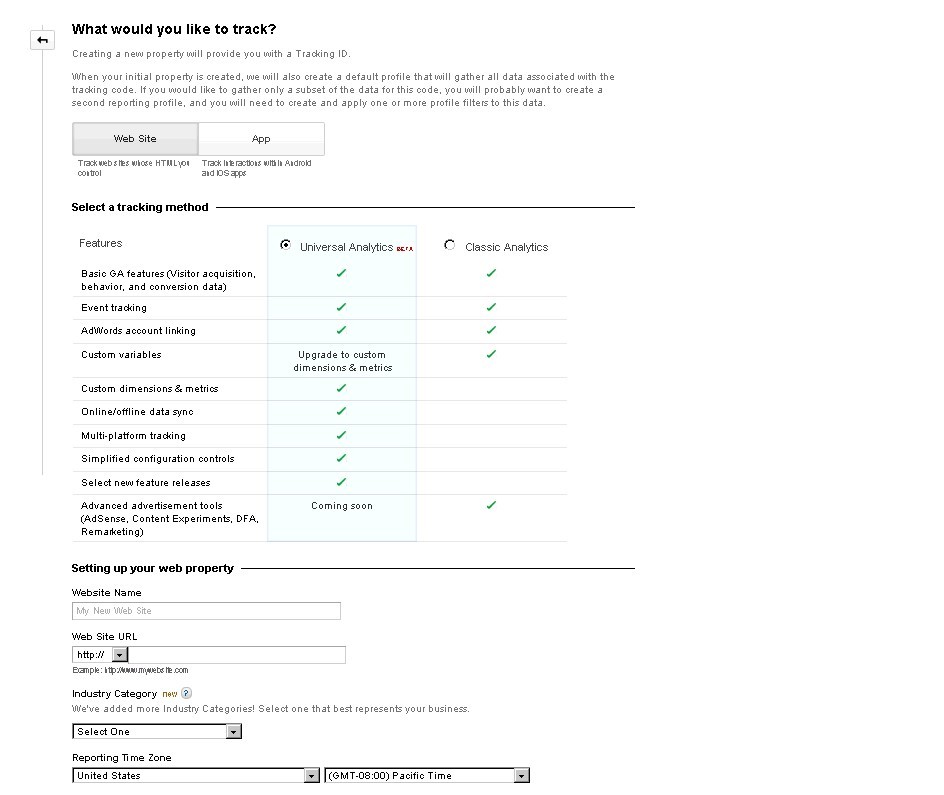 What would you like to track?
Creating a new property will provide you with a Tracking ID.
When your initial property is created, we will also create a default profile that will gather all data associated with the
tracking code. If you would like to gather only a subset of the data for this code, you will probably want to create a
second reporting profile, and you will need to create and apply one or more profile filters to this data.
Web Site
App
Track web sites whose HTML you
control
Track interactions within Android
and iOS apps
Select a tracking method
Features
Universal Analytics BETA
Classic Analytics
Basic GA features (Visitor acquisition,
behavior, and conversion data)
Event tracking
AdWords account linking
Custom variables
Upgrade to custom
dimensions & metrics
Custom dimensions & metrics
Online/offline data sync
Multi-platform tracking
Simplified configuration controls
Select new feature releases
Advanced advertisement tools
(AdSense, Content Experiments, DFA,
Remarketing)
Coming soon
Setting up your web property
Website Name
My New Web Site
Web Site URL
http://
Example: http://www.mywebsite.com
Industry Category new ?
We've added more Industry Categories! Select one that best represents your business.
Select One
Reporting Time Zone
United States
(GMT-08:00) Pacific Time